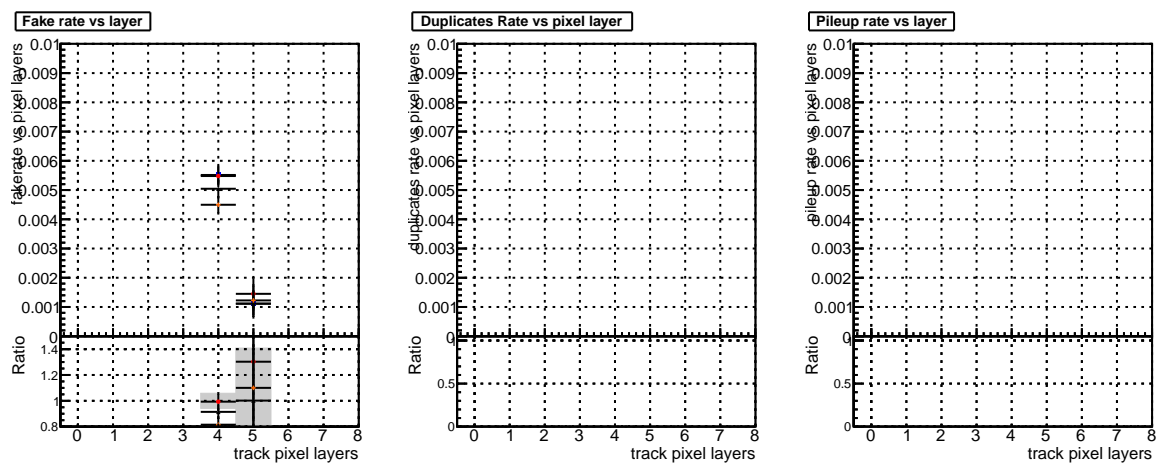 Fake rate vs layer
fakerate vs pixel layers
0.01
0.009
0.008
0.007
0.006
0.005
0.004
0.003
0.002
0.001
0
Ratio
1.4
1.2
1
0.8
0 1 2 3 4 5 6 7 8
track pixel layers
Duplicates Rate vs pixel layer
duplicates rate vs pixel layers
0.01
0.009
0.008
0.007
0.006
0.005
0.004
0.003
0.002
0.001
0
Ratio
1
0.5
0
0 1 2 3 4 5 6 7 8
track pixel layers
Pileup rate vs layer
pileup rate vs pixel layers
0.01
0.009
0.008
0.007
0.006
0.005
0.004
0.003
0.002
0.001
0
Ratio
1
0.5
0
0 1 2 3 4 5 6 7 8
track pixel layers